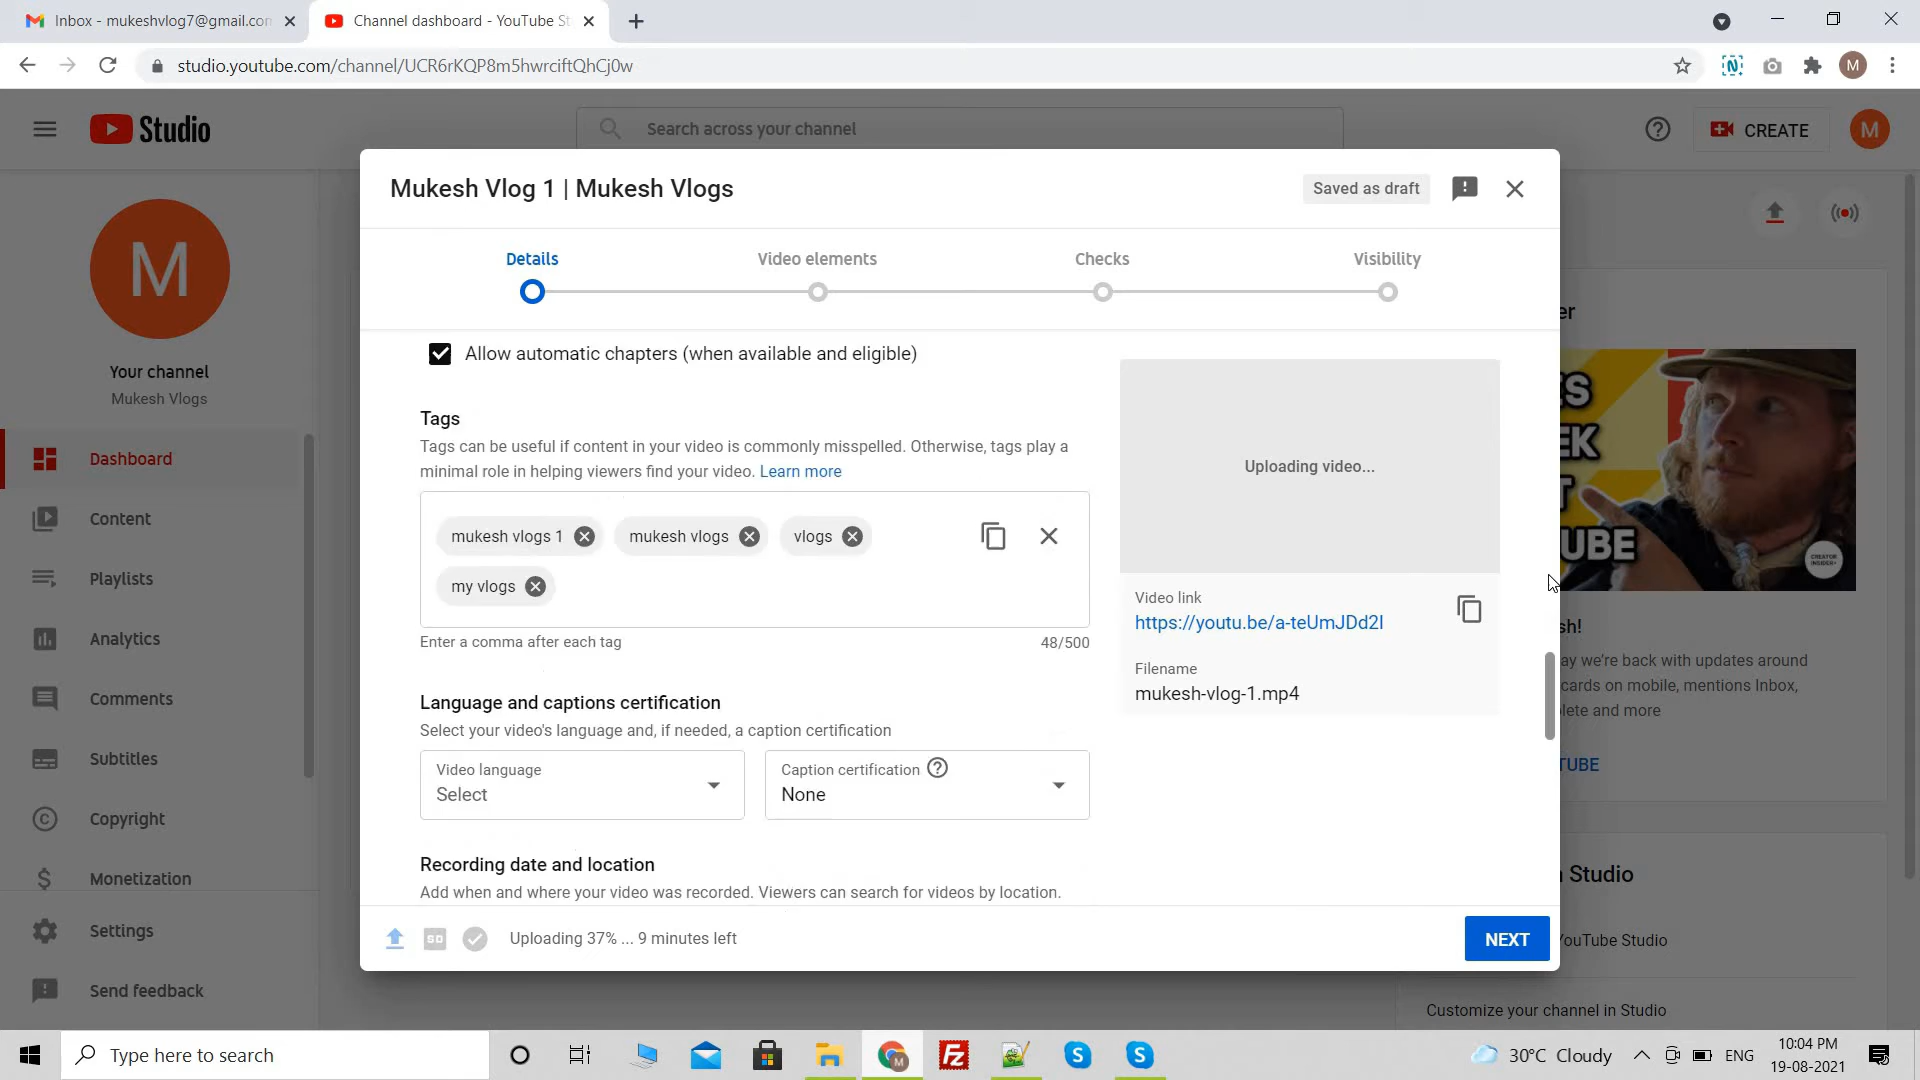 Inbox - mukeshvlog7@gmail.con
Channel dashboard - YouTube St
studio.youtube.com/channel/UCR6rKQP8m5hwrciftQhCj0w
M
Studio
Search across your channel
CREATE
M
Mukesh Vlog 1 | Mukesh Vlogs
Saved as draft
Details
Video elements
Checks
Visibility
M
Your channel
Mukesh Vlogs
Dashboard
Content
Playlists
Analytics
Comments
Subtitles
Copyright
Monetization
Settings
Send feedback
Allow automatic chapters (when available and eligible)
Tags
Tags can be useful if content in your video is commonly misspelled. Otherwise, tags play a
minimal role in helping viewers find your video. Learn more
mukesh vlogs 1
mukesh vlogs
vlogs
my vlogs
Enter a comma after each tag
48/500
Language and captions certification
Select your video's language and, if needed, a caption certification
Video language
Select
Caption certification
None
Recording date and location
Add when and where your video was recorded. Viewers can search for videos by location.
Uploading video...
Video link
https://youtu.be/a-teUmJDd2I
Filename
mukesh-vlog-1.mp4
SD
Uploading 37% ... 9 minutes left
NEXT
er
ES
EK
T
UBE
CREATOR
INSIDER
sh!
ay we're back with updates around
cards on mobile, mentions Inbox,
lete and more
TUBE
n Studio
YouTube Studio
Customize your channel in Studio
Type here to search
30°C Cloudy
ENG
10:04 PM
19-08-2021